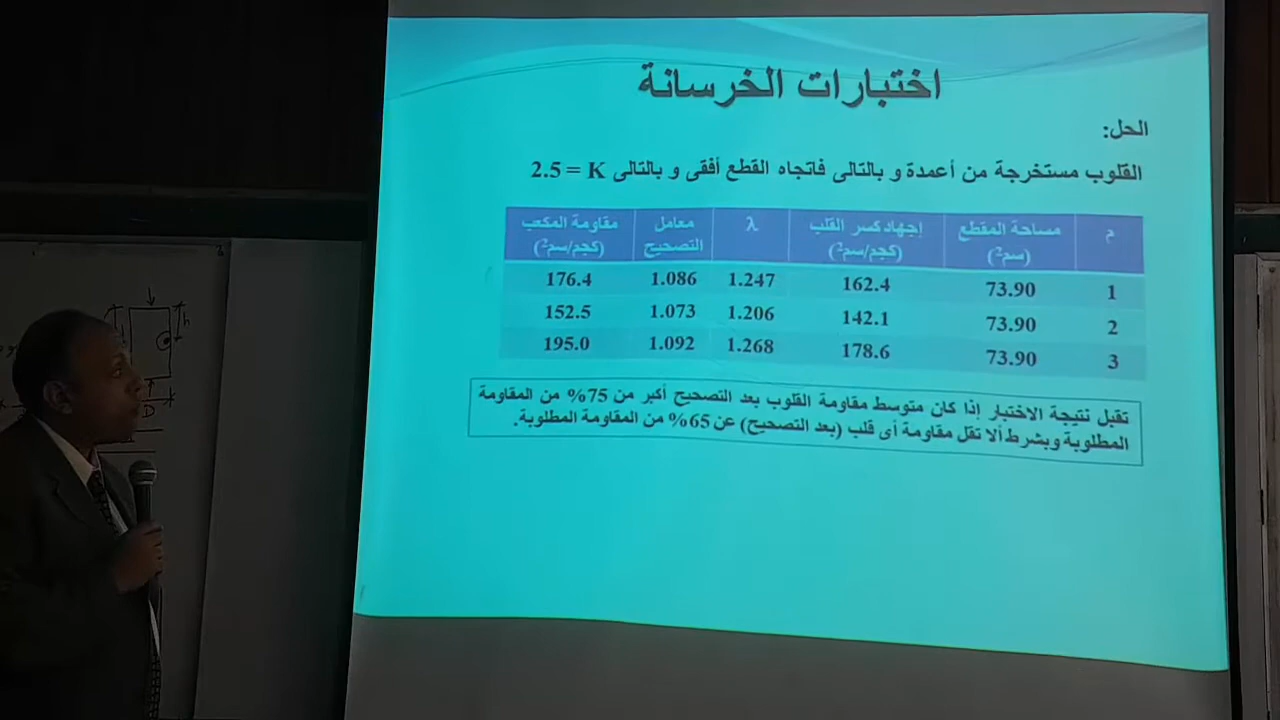 اختبارات الخرسانة
الحل:
القلوب مستخرجة من أعمدة و بالتالى فاتجاه القطع أفقى و بالتالى 2.5 = K
م مساحة المقطع (سم2) إجهاد كسر القلب (كجم/سم2) λ معامل التصحيح مقاومة المكعب (كجم/سم2)
1 73.90 162.4 1.247 1.086 176.4
2 73.90 142.1 1.206 1.073 152.5
3 73.90 178.6 1.268 1.092 195.0
تقبل نتيجة الاختبار إذا كان متوسط مقاومة القلوب بعد التصحيح أكبر من 75% من المقاومة
المطلوبة وبشرط ألا تقل مقاومة أى قلب (بعد التصحيح) عن 65% من المقاومة المطلوبة.
h
D